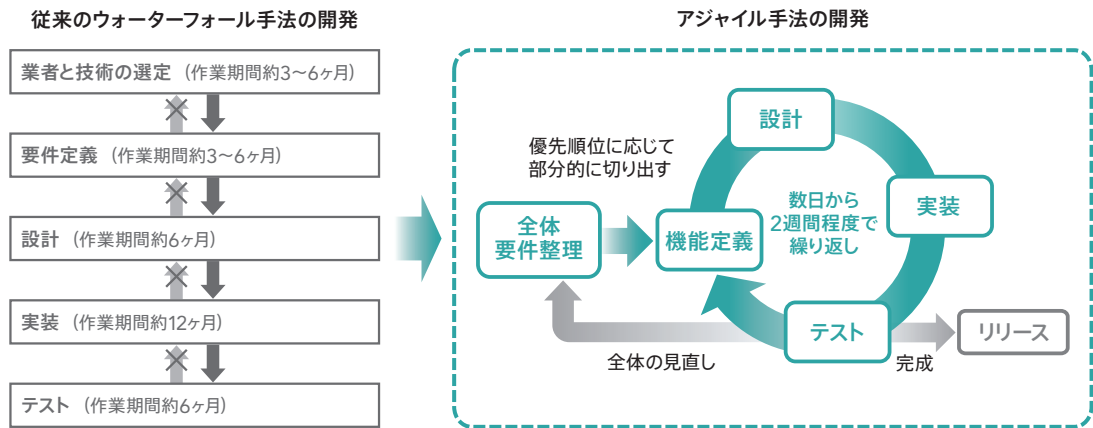 従来のウォーターフォール手法の開発
業者と技術の選定（作業期間約3〜6ヶ月）
要件定義（作業期間約3〜6ヶ月）
設計（作業期間約6ヶ月）
実装（作業期間約12ヶ月）
テスト（作業期間約6ヶ月）
アジャイル手法の開発
優先順位に応じて
部分的に切り出す
全体
要件整理
機能定義
設計
実装
テスト
数日から
2週間程度で
繰り返し
全体の見直し
完成
リリース